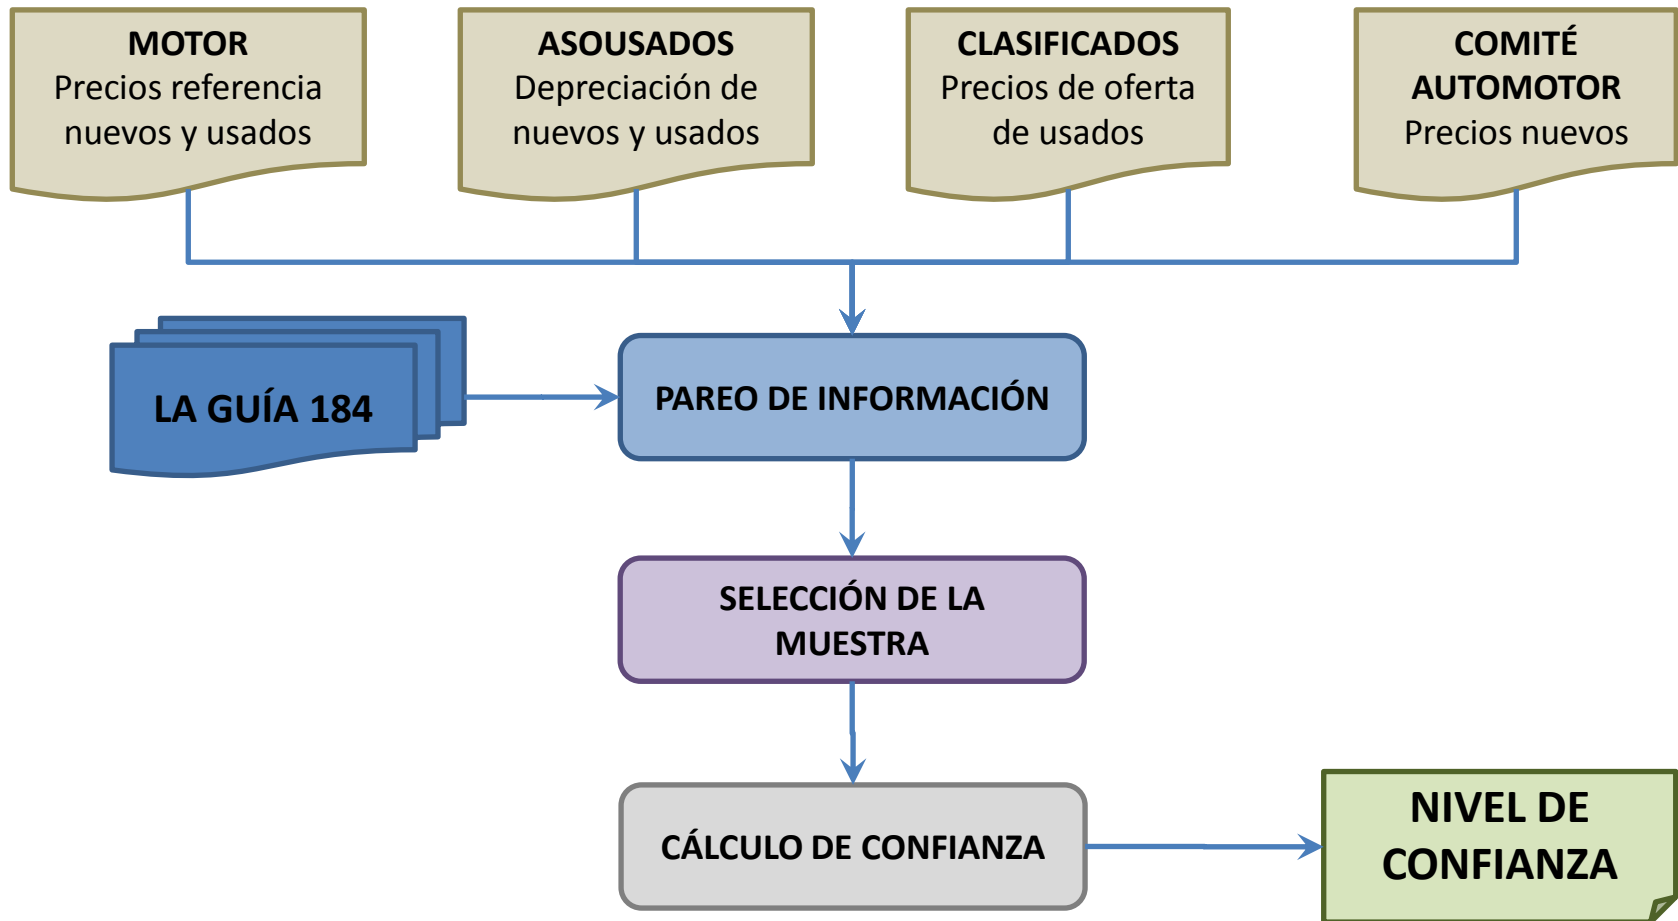 MOTOR
Precios referencia
nuevos y usados
ASOUSADOS
Depreciación de
nuevos y usados
CLASIFICADOS
Precios de oferta
de usados
COMITÉ
AUTOMOTOR
Precios nuevos
LA GUÍA 184
PAREO DE INFORMACIÓN
SELECCIÓN DE LA
MUESTRA
CÁLCULO DE CONFIANZA
NIVEL DE
CONFIANZA